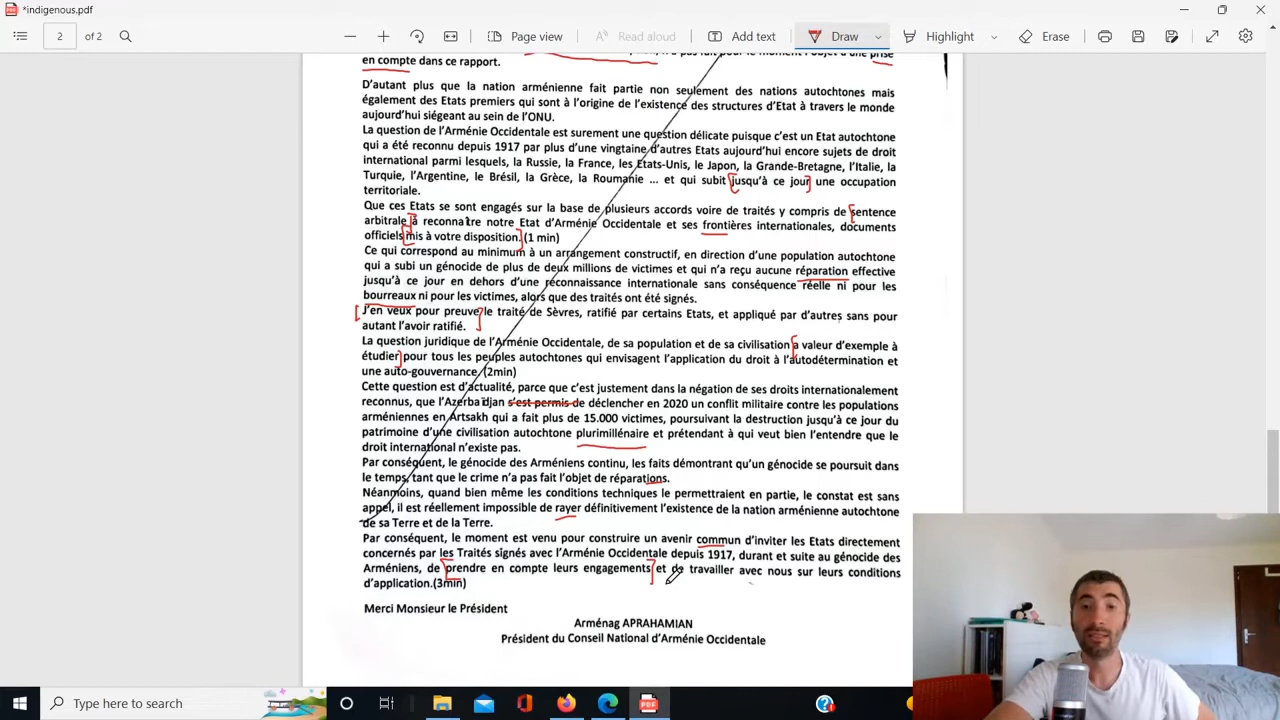 *indigenous.pdf
2 of 2 Page view A Read aloud Add text Draw Highlight Erase
en compte dans ce rapport.
D'autant plus que la nation arménienne fait partie non seulement des nations autochtones mais
également des Etats premiers qui sont à l'origine de l'existence des structures d'Etat à travers le monde
aujourd'hui siégeant au sein de l'ONU.
La question de l'Arménie Occidentale est surement une question délicate puisque c'est un Etat autochtone
qui a été reconnu depuis 1917 par plus d'une vingtaine d'autres Etats aujourd'hui encore sujets de droit
international parmi lesquels, la Russie, la France, les Etats-Unis, le Japon, la Grande-Bretagne, l'Italie, la
Turquie, l'Argentine, le Brésil, la Grèce, la Roumanie ... et qui subit jusqu'à ce jour une occupation
territoriale.
Que ces Etats se sont engagés sur la base de plusieurs accords voire de traités y compris de sentence
arbitrale à reconnaître notre Etat d'Arménie Occidentale et ses frontières internationales, documents
officiels mis à votre disposition. (1 min)
Ce qui correspond au minimum à un arrangement constructif, en direction d'une population autochtone
qui a subi un génocide de plus de deux millions de victimes et qui n'a reçu aucune réparation effective
jusqu'à ce jour en dehors d'une reconnaissance internationale sans conséquence réelle ni pour les
bourreaux ni pour les victimes, alors que des traités ont été signés.
J'en veux pour preuve le traité de Sèvres, ratifié par certains Etats, et appliqué par d'autres sans pour
autant l'avoir ratifié.
La question juridique de l'Arménie Occidentale, de sa population et de sa civilisation a valeur d'exemple à
étudier pour tous les peuples autochtones qui envisagent l'application du droit à l'autodétermination et
une auto-gouvernance. (2min)
Cette question est d'actualité, parce que c'est justement dans la négation de ses droits internationalement
reconnus, que l'Azerbaïdjan s'est permis de déclencher en 2020 un conflit militaire contre les populations
arméniennes en Artsakh qui a fait plus de 15.000 victimes, poursuivant la destruction jusqu'à ce jour du
patrimoine d'une civilisation autochtone plurimillénaire et prétendant à qui veut bien l'entendre que le
droit international n'existe pas.
Par conséquent, le génocide des Arméniens continu, les faits démontrant qu'un génocide se poursuit dans
le temps, tant que le crime n'a pas fait l'objet de réparations.
Néanmoins, quand bien même les conditions techniques le permettraient en partie, le constat est sans
appel, il est réellement impossible de rayer définitivement l'existence de la nation arménienne autochtone
de sa Terre et de la Terre.
Par conséquent, le moment est venu pour construire un avenir commun d'inviter les Etats directement
concernés par les Traités signés avec l'Arménie Occidentale depuis 1917, durant et suite au génocide des
Arméniens, de prendre en compte leurs engagements et de travailler avec nous sur leurs conditions
d'application.(3min)
Merci Monsieur le Président
Arménag APRAHAMIAN
Président du Conseil National d'Arménie Occidentale
Type here to search